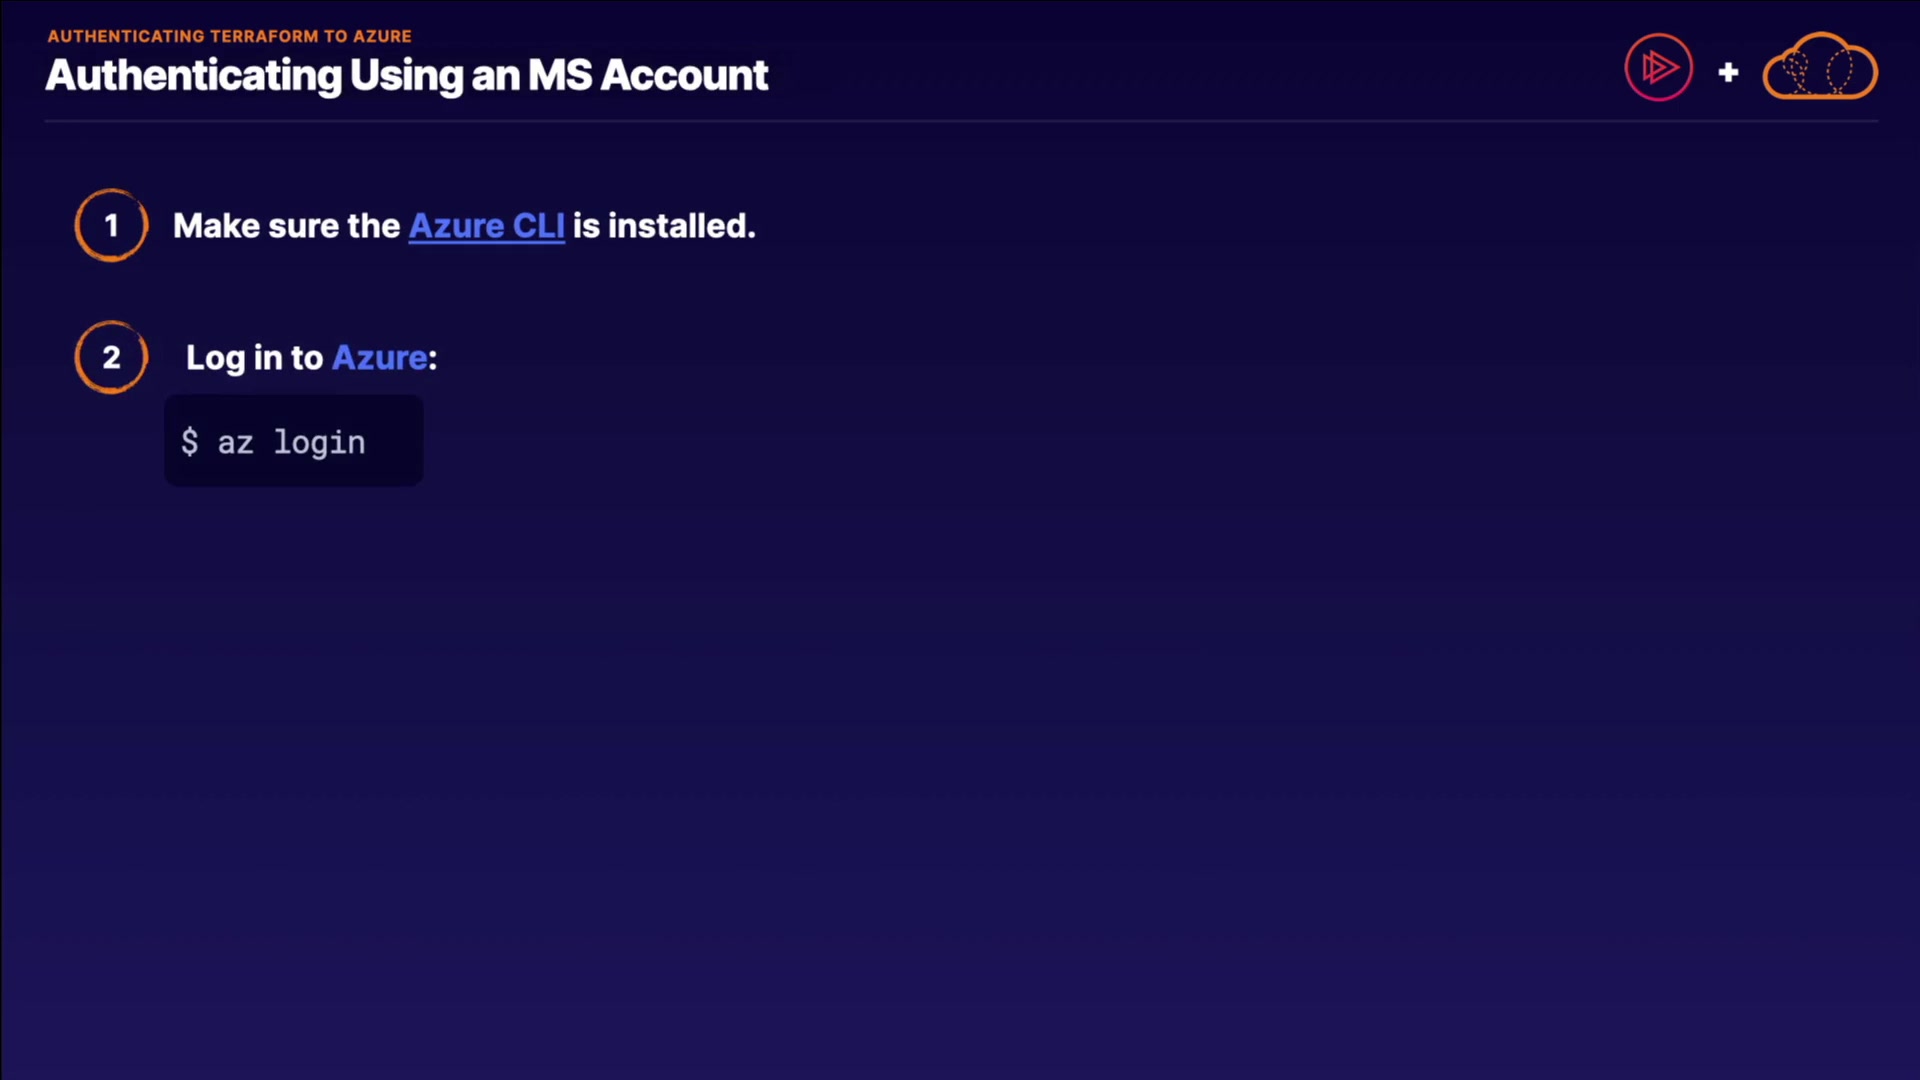 AUTHENTICATING TERRAFORM TO AZURE
Authenticating Using an MS Account
+
1 Make sure the Azure CLI is installed.
2 Log in to Azure:
$ az login